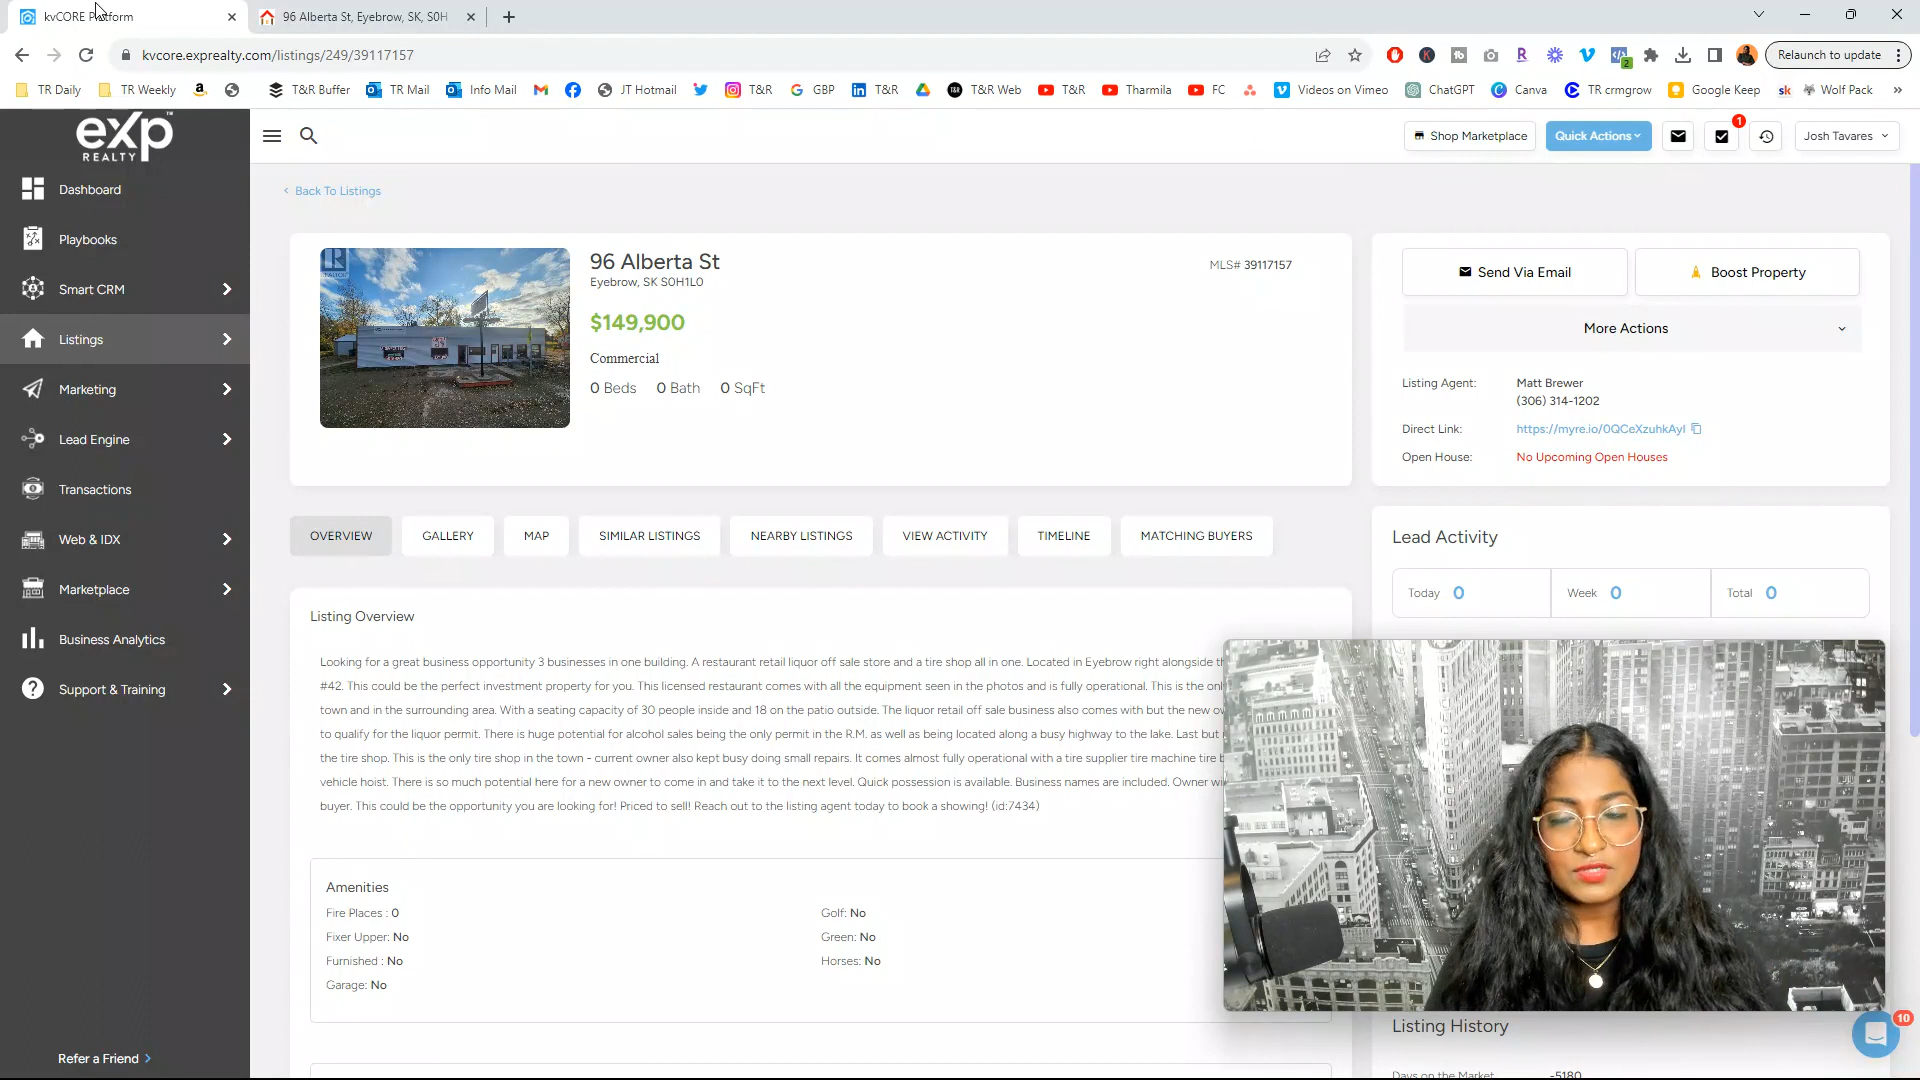 kvCORE Platform
96 Alberta St, Eyebrow, SK, S0H
kvcore.exprealty.com/listings/249/39117157
Relaunch to update
2
TR Daily
TR Weekly
T&R Buffer
TR Mail
Info Mail
JT Hotmail
T&R
GBP
T&R
T&R Web
T&R
Tharmila
FC
Videos on Vimeo
ChatGPT
Canva
TR crmgrow
Google Keep
sk
Wolf Pack
»
exp
REALTY
Shop Marketplace
Quick Actions
1
Josh Tavares
Dashboard
Playbooks
Smart CRM
Listings
Marketing
Lead Engine
Transactions
Web & IDX
Marketplace
Business Analytics
Support & Training
Refer a Friend
Back To Listings
96 Alberta St
Eyebrow, SK S0H1L0
MLS# 39117157
$149,900
Commercial
0 Beds 0 Bath 0 SqFt
Send Via Email
Boost Property
More Actions
Listing Agent: Matt Brewer
(306) 314-1202
Direct Link: https://myre.io/0QCeXzuhkAyI
Open House: No Upcoming Open Houses
OVERVIEW
GALLERY
MAP
SIMILAR LISTINGS
NEARBY LISTINGS
VIEW ACTIVITY
TIMELINE
MATCHING BUYERS
Lead Activity
Today 0
Week 0
Total 0
Listing Overview
Looking for a great business opportunity 3 businesses in one building. A restaurant retail liquor off sale store and a tire shop all in one. Located in Eyebrow right alongside
#42. This could be the perfect investment property for you. This licensed restaurant comes with all the equipment seen in the photos and is fully operational. This is the
town and in the surrounding area. With a seating capacity of 30 people inside and 18 on the patio outside. The liquor retail off sale business also comes with but the new
to qualify for the liquor permit. There is huge potential for alcohol sales being the only permit in the R.M. as well as being located along a busy highway to the lake. Last but
the tire shop. This is the only tire shop in the town - current owner also kept busy doing small repairs. It comes almost fully operational with a tire supplier tire machine tire
vehicle hoist. There is so much potential here for a new owner to come in and take it to the next level. Quick possession is available. Business names are included. Owner
buyer. This could be the opportunity you are looking for! Priced to sell! Reach out to the listing agent today to book a showing! (id:7434)
Amenities
Fire Places : 0
Golf: No
Fixer Upper: No
Green: No
Furnished : No
Horses: No
Garage: No
Listing History
10
Days on the Market -5180